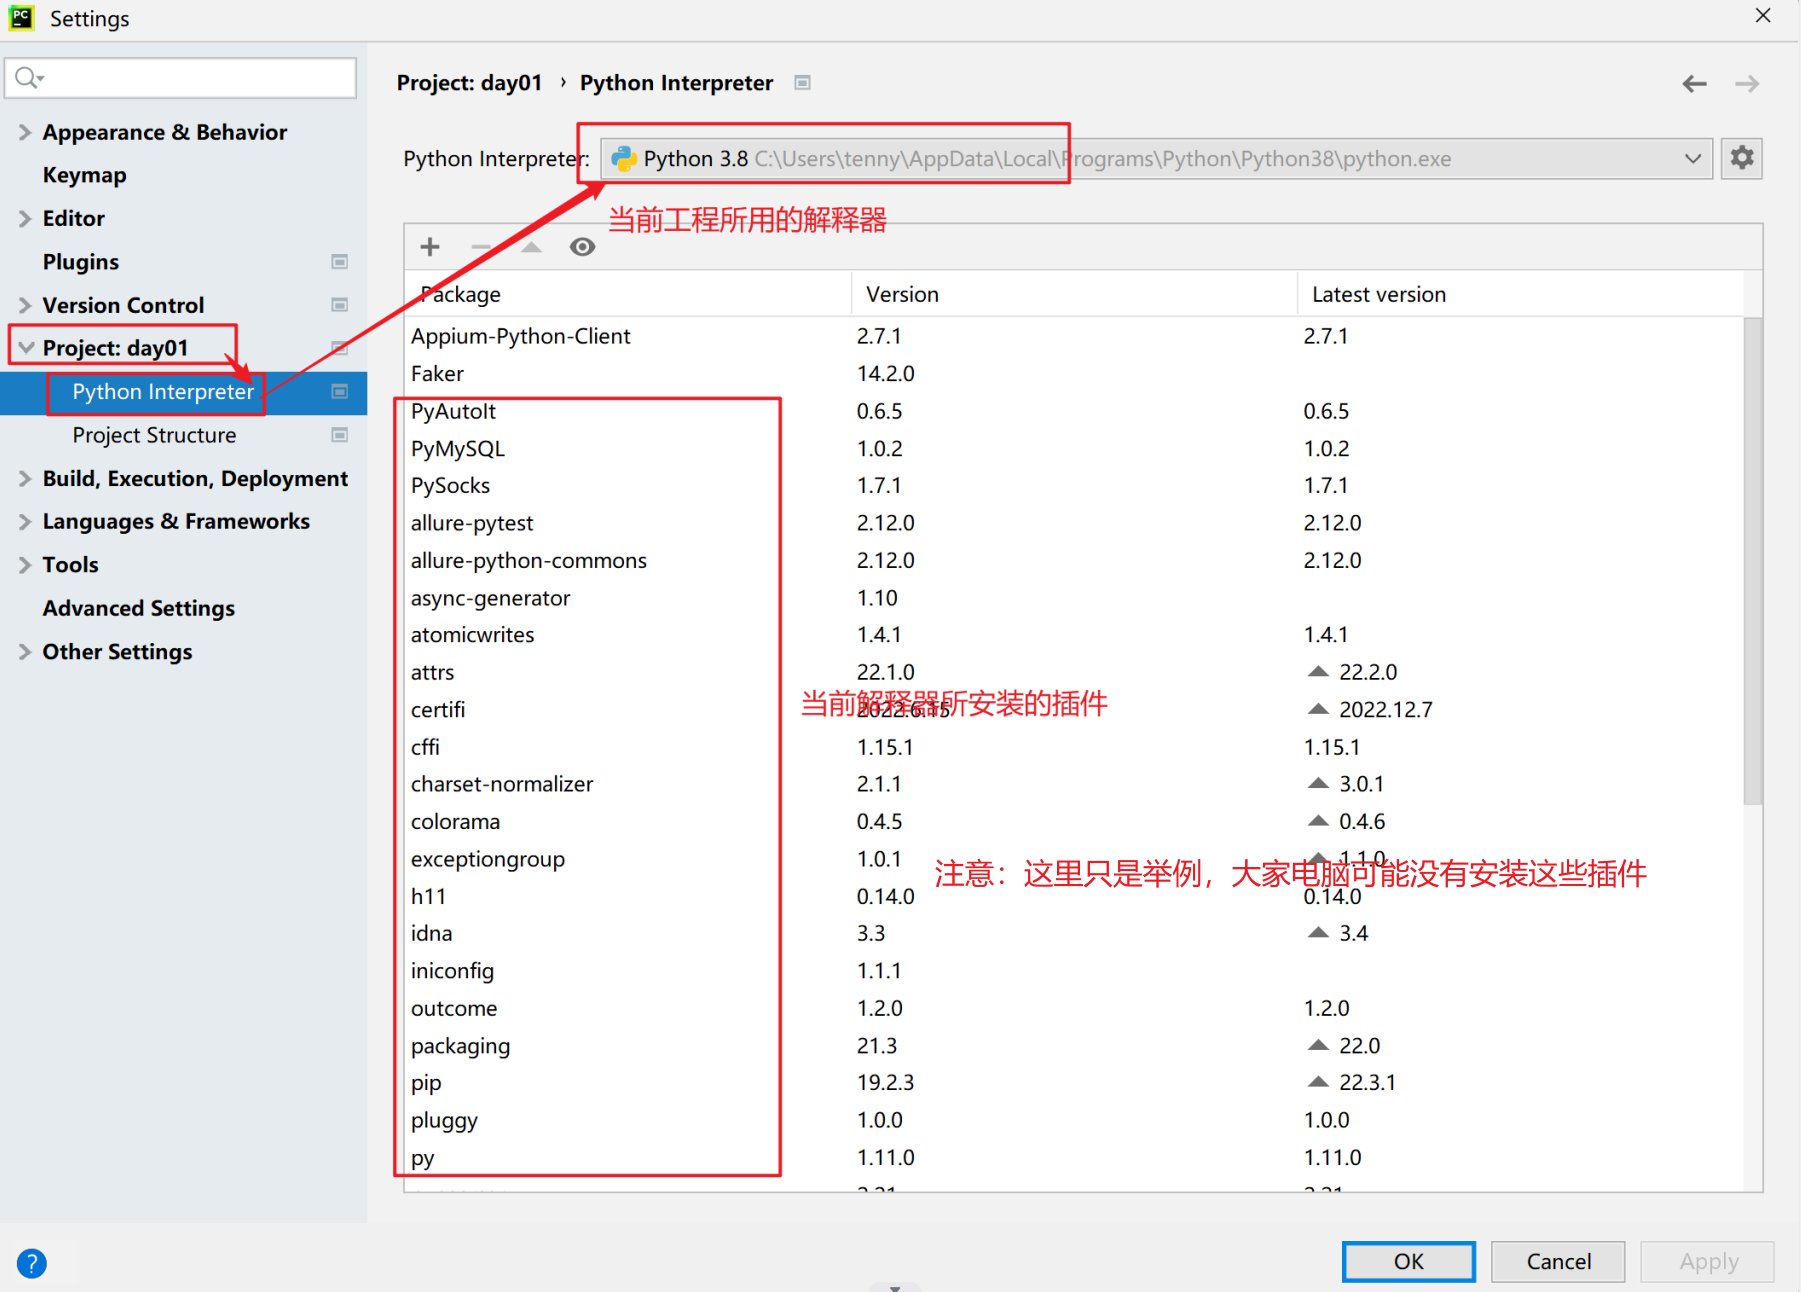 Settings
Project: day01 › Python Interpreter
Appearance & Behavior
Keymap
Editor
Plugins
Version Control
Project: day01
Python Interpreter
Project Structure
Build, Execution, Deployment
Languages & Frameworks
Tools
Advanced Settings
Other Settings
Python Interpreter: Python 3.8 C:\Users\tenny\AppData\Local\Programs\Python\Python38\python.exe
当前工程所用的解释器
Package Version Latest version
Appium-Python-Client 2.7.1 2.7.1
Faker 14.2.0
PyAutoIt 0.6.5 0.6.5
PyMySQL 1.0.2 1.0.2
PySocks 1.7.1 1.7.1
allure-pytest 2.12.0 2.12.0
allure-python-commons 2.12.0 2.12.0
async-generator 1.10
atomicwrites 1.4.1 1.4.1
attrs 22.1.0 22.2.0
当前解释器所安装的插件
certifi 2022.6.15 2022.12.7
cffi 1.15.1 1.15.1
charset-normalizer 2.1.1 3.0.1
colorama 0.4.5 0.4.6
exceptiongroup 1.0.1 1.1.0
注意：这里只是举例，大家电脑可能没有安装这些插件
h11 0.14.0 0.14.0
idna 3.3 3.4
iniconfig 1.1.1
outcome 1.2.0 1.2.0
packaging 21.3 22.0
pip 19.2.3 22.3.1
pluggy 1.0.0 1.0.0
py 1.11.0 1.11.0
OK Cancel Apply